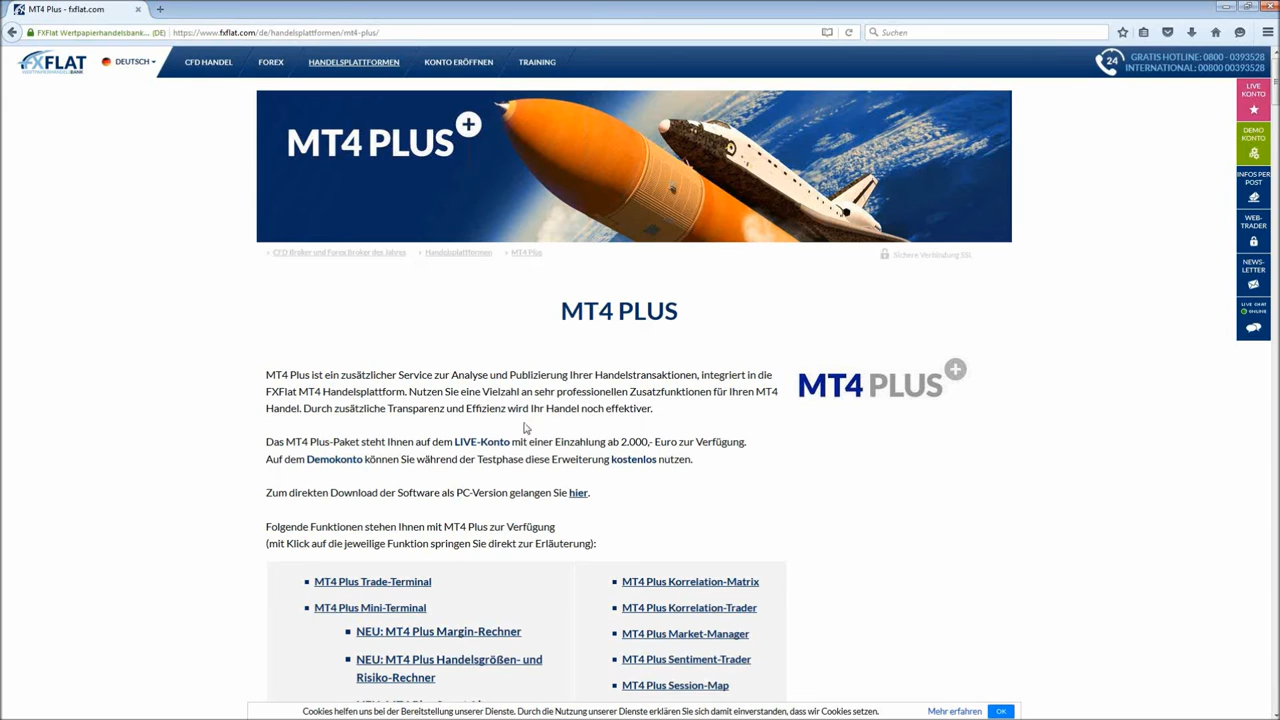 MT4 Plus - fxflat.com
FXFlat Wertpapierhandelsbank... (DE)
https://www.fxflat.com/de/handelsplattformen/mt4-plus/
Suchen
FXFLAT
WERTPAPIERHANDELSBANK
DEUTSCH
CFD HANDEL
FOREX
HANDELSPLATTFORMEN
KONTO ERÖFFNEN
TRAINING
24
GRATIS HOTLINE: 0800 - 0393528
INTERNATIONAL: 00800 00393528
LIVE
KONTO
DEMO
KONTO
INFOS PER
POST
WEB-
TRADER
NEWS-
LETTER
LIVE CHAT
ONLINE
MT4 PLUS+
CFD Broker und Forex Broker des Jahres
Handelsplattformen
MT4 Plus
Sichere Verbindung SSL
MT4 PLUS
MT4 Plus ist ein zusätzlicher Service zur Analyse und Publizierung Ihrer Handelstransaktionen, integriert in die
FXFlat MT4 Handelsplattform. Nutzen Sie eine Vielzahl an sehr professionellen Zusatzfunktionen für Ihren MT4
Handel. Durch zusätzliche Transparenz und Effizienz wird Ihr Handel noch effektiver.
MT4 PLUS+
Das MT4 Plus-Paket steht Ihnen auf dem LIVE-Konto mit einer Einzahlung ab 2.000,- Euro zur Verfügung.
Auf dem Demokonto können Sie während der Testphase diese Erweiterung kostenlos nutzen.
Zum direkten Download der Software als PC-Version gelangen Sie hier.
Folgende Funktionen stehen Ihnen mit MT4 Plus zur Verfügung
(mit Klick auf die jeweilige Funktion springen Sie direkt zur Erläuterung):
MT4 Plus Trade-Terminal
MT4 Plus Mini-Terminal
NEU: MT4 Plus Margin-Rechner
NEU: MT4 Plus Handelsgrößen- und
Risiko-Rechner
MT4 Plus Korrelation-Matrix
MT4 Plus Korrelation-Trader
MT4 Plus Market-Manager
MT4 Plus Sentiment-Trader
MT4 Plus Session-Map
Cookies helfen uns bei der Bereitstellung unserer Dienste. Durch die Nutzung unserer Dienste erklären Sie sich damit einverstanden, dass wir Cookies setzen.
Mehr erfahren
OK